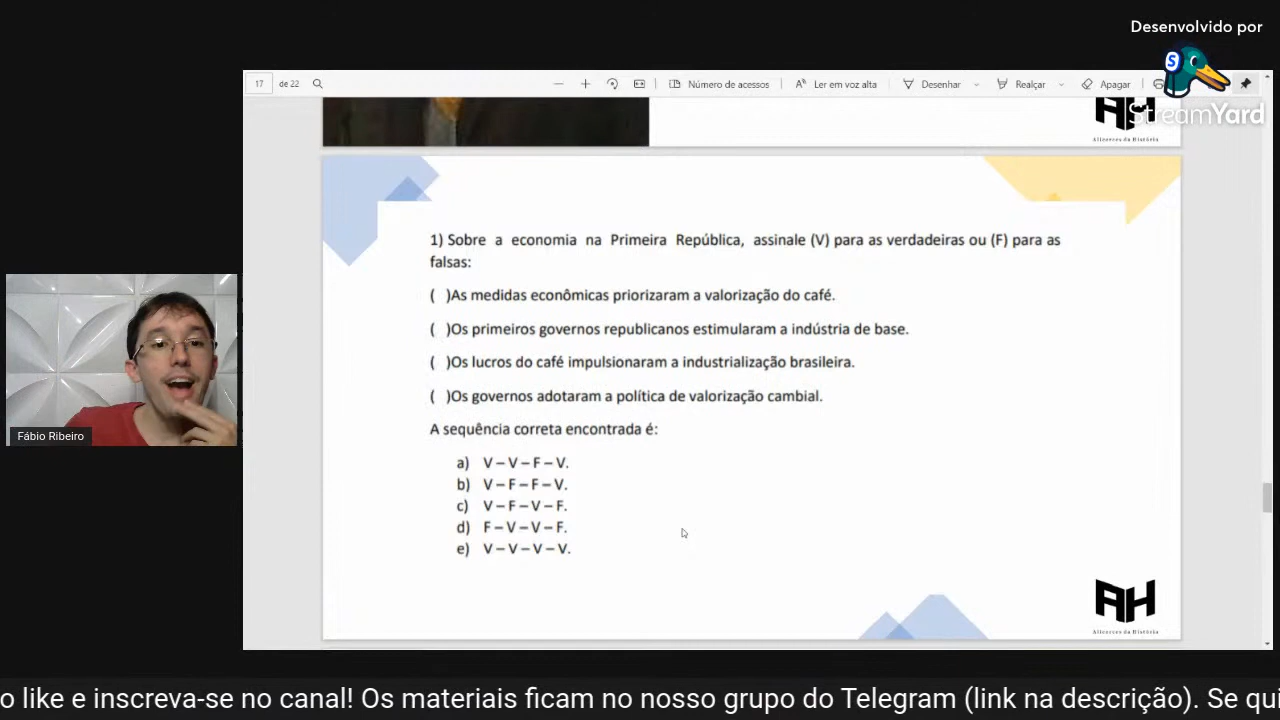 Desenvolvido por
StreamYard
17 de 22 Número de acessos Ler em voz alta Desenhar Realçar Apagar
Alicerces da História
1) Sobre a economia na Primeira República, assinale (V) para as verdadeiras ou (F) para as
falsas:
( )As medidas econômicas priorizaram a valorização do café.
( )Os primeiros governos republicanos estimularam a indústria de base.
( )Os lucros do café impulsionaram a industrialização brasileira.
( )Os governos adotaram a política de valorização cambial.
A sequência correta encontrada é:
a) V – V – F – V.
b) V – F – F – V.
c) V – F – V – F.
d) F – V – V – F.
e) V – V – V – V.
Fábio Ribeiro
AH
Alicerces da História
o like e inscreva-se no canal! Os materiais ficam no nosso grupo do Telegram (link na descrição). Se qui